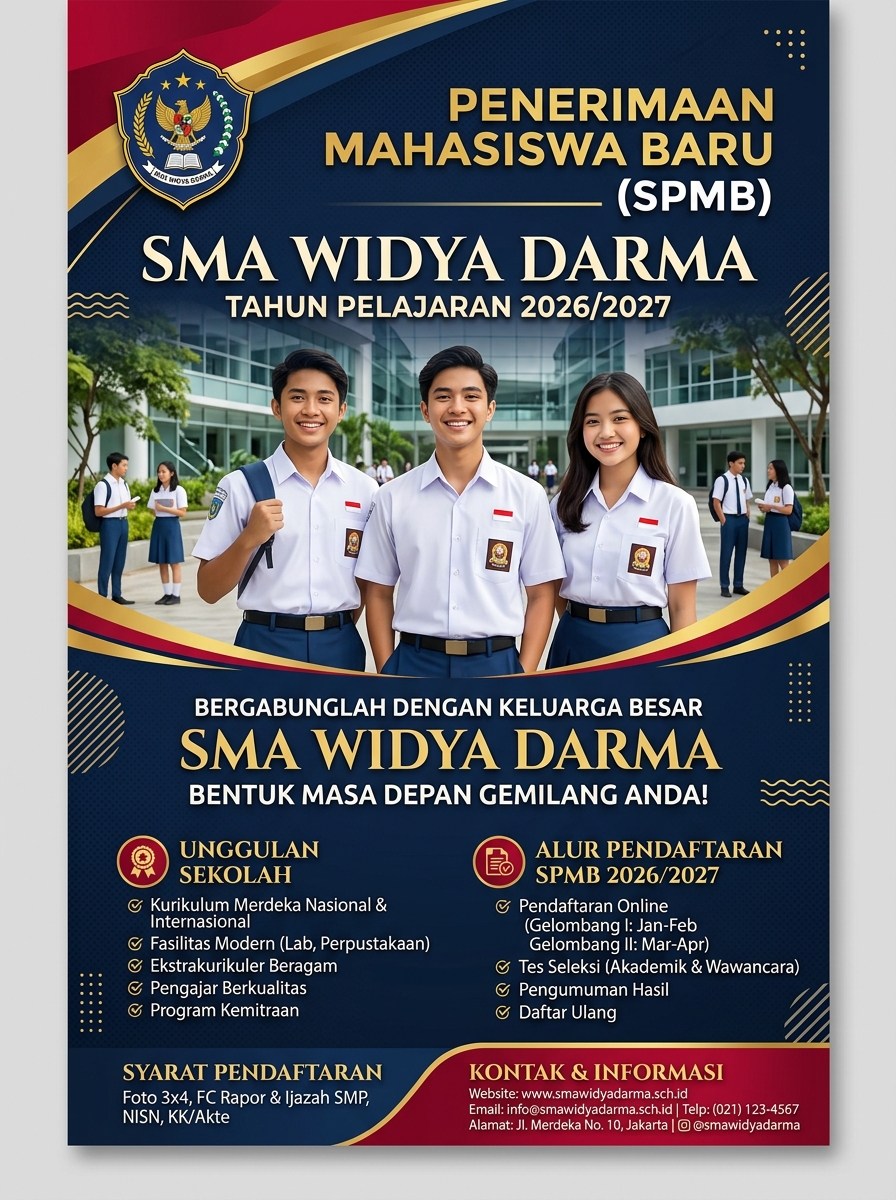 PENERIMAAN
MAHASISWA BARU
(SPMB)
SMA WIDYA DARMA
TAHUN PELAJARAN 2026/2027
BERGABUNGLAH DENGAN KELUARGA BESAR
SMA WIDYA DARMA
BENTUK MASA DEPAN GEMILANG ANDA!
UNGGULAN
SEKOLAH
Kurikulum Merdeka Nasional &
Internasional
Fasilitas Modern (Lab, Perpustakaan)
Ekstrakurikuler Beragam
Pengajar Berkualitas
Program Kemitraan
ALUR PENDAFTARAN
SPMB 2026/2027
Pendaftaran Online
(Gelombang I: Jan-Feb
Gelombang II: Mar-Apr)
Tes Seleksi (Akademik & Wawancara)
Pengumuman Hasil
Daftar Ulang
SYARAT PENDAFTARAN
Foto 3x4, FC Rapor & Ijazah SMP,
NISN, KK/Akte
KONTAK & INFORMASI
Website: www.smawidyadarma.sch.id
Email: info@smawidyadarma.sch.id | Telp: (021) 123-4567
Alamat: Jl. Merdeka No. 10, Jakarta | @smawidyadarma